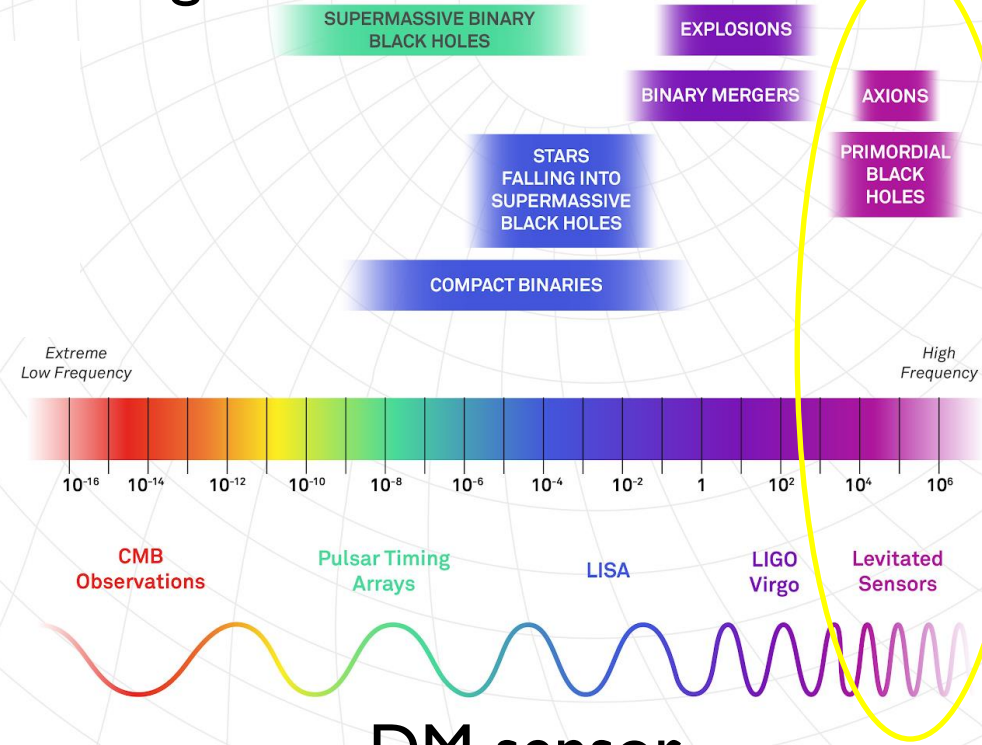 SUPERMASSIVE BINARY
BLACK HOLES
EXPLOSIONS
BINARY MERGERS
AXIONS
STARS
FALLING INTO
SUPERMASSIVE
BLACK HOLES
PRIMORDIAL
BLACK
HOLES
COMPACT BINARIES
Extreme
Low Frequency
High
Frequency
10⁻¹⁶ 10⁻¹⁴ 10⁻¹² 10⁻¹⁰ 10⁻⁸ 10⁻⁶ 10⁻⁴ 10⁻² 1 10² 10⁴ 10⁶
CMB
Observations
Pulsar Timing
Arrays
LISA
LIGO
Virgo
Levitated
Sensors
DM sensor